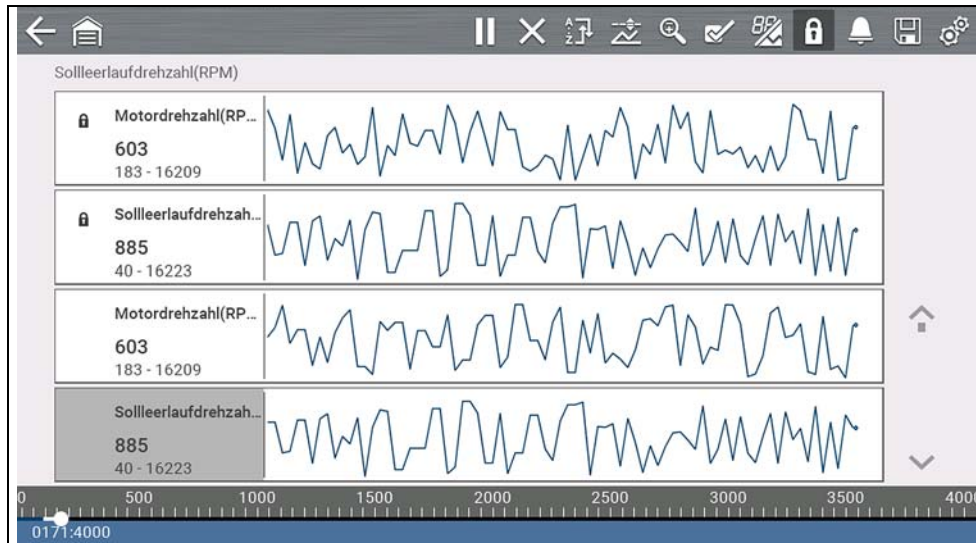 Sollleerlaufdrehzahl(RPM)
Motordrehzahl(RP...
603
183 - 16209
Sollleerlaufdrehzah...
885
40 - 16223
Motordrehzahl(RP...
603
183 - 16209
Sollleerlaufdrehzah...
885
40 - 16223
0 500 1000 1500 2000 2500 3000 3500 4000
0171:4000